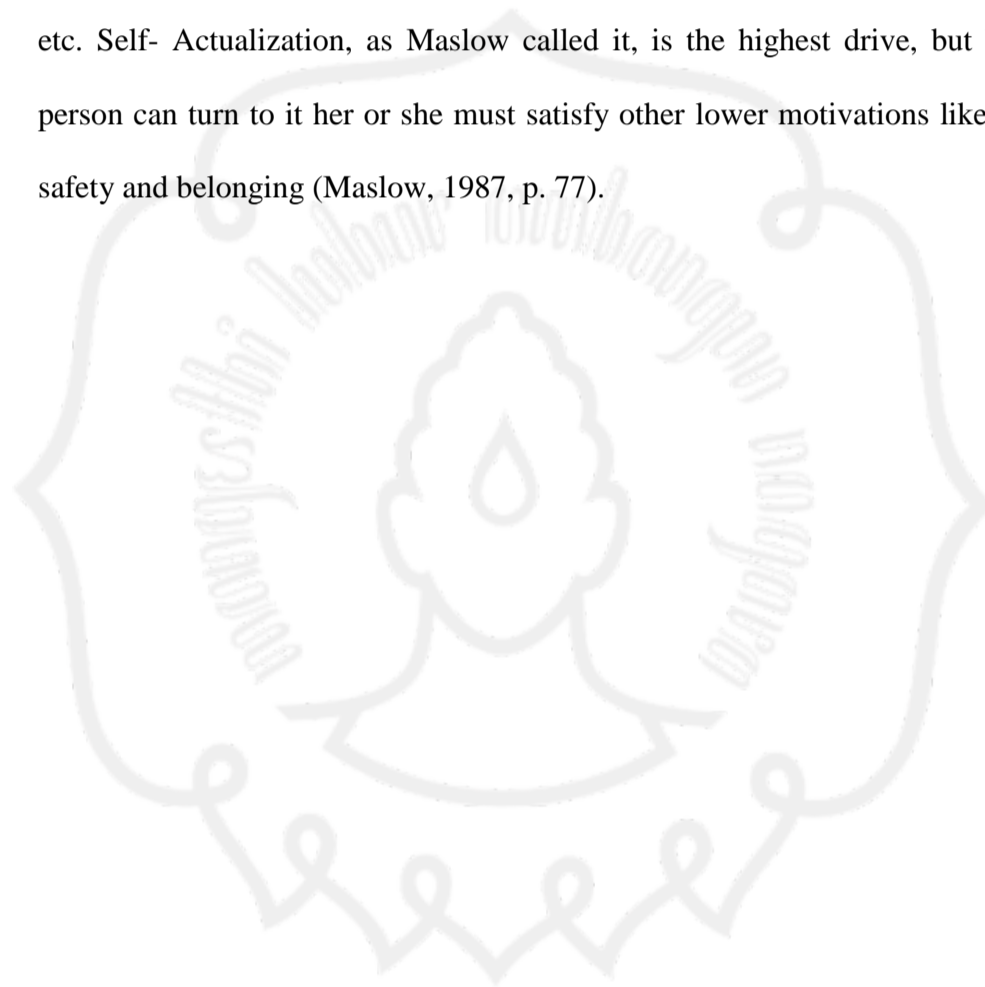 etc. Self- Actualization, as Maslow called it, is the highest drive, but
person can turn to it her or she must satisfy other lower motivations like
safety and belonging (Maslow, 1987, p. 77).